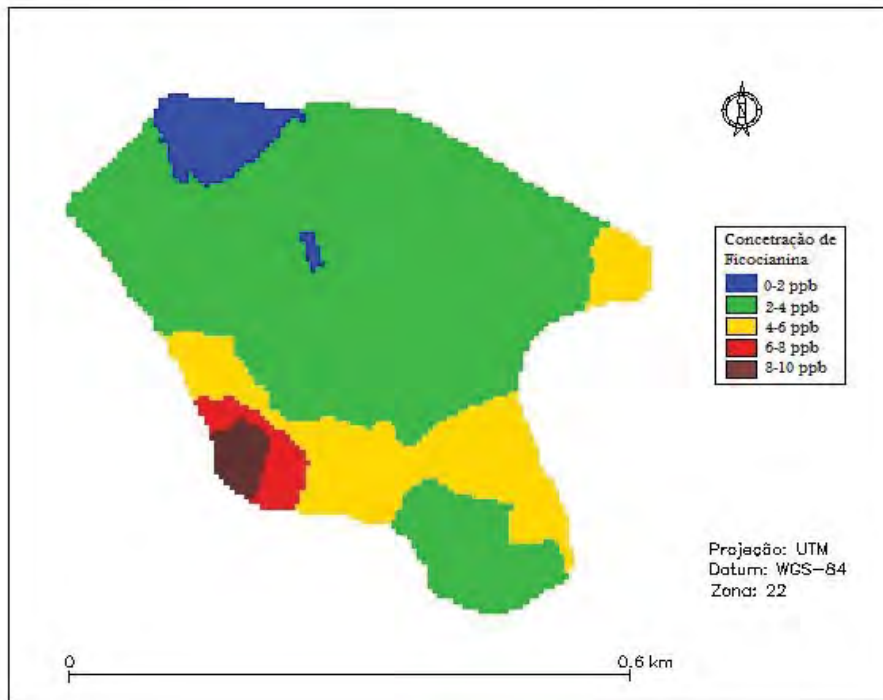 N
Concetração de
Ficocianina
0-2 ppb
2-4 ppb
4-6 ppb
6-8 ppb
8-10 ppb
Projeção: UTM
Datum: WGS-84
Zona: 22
0 0.6 km